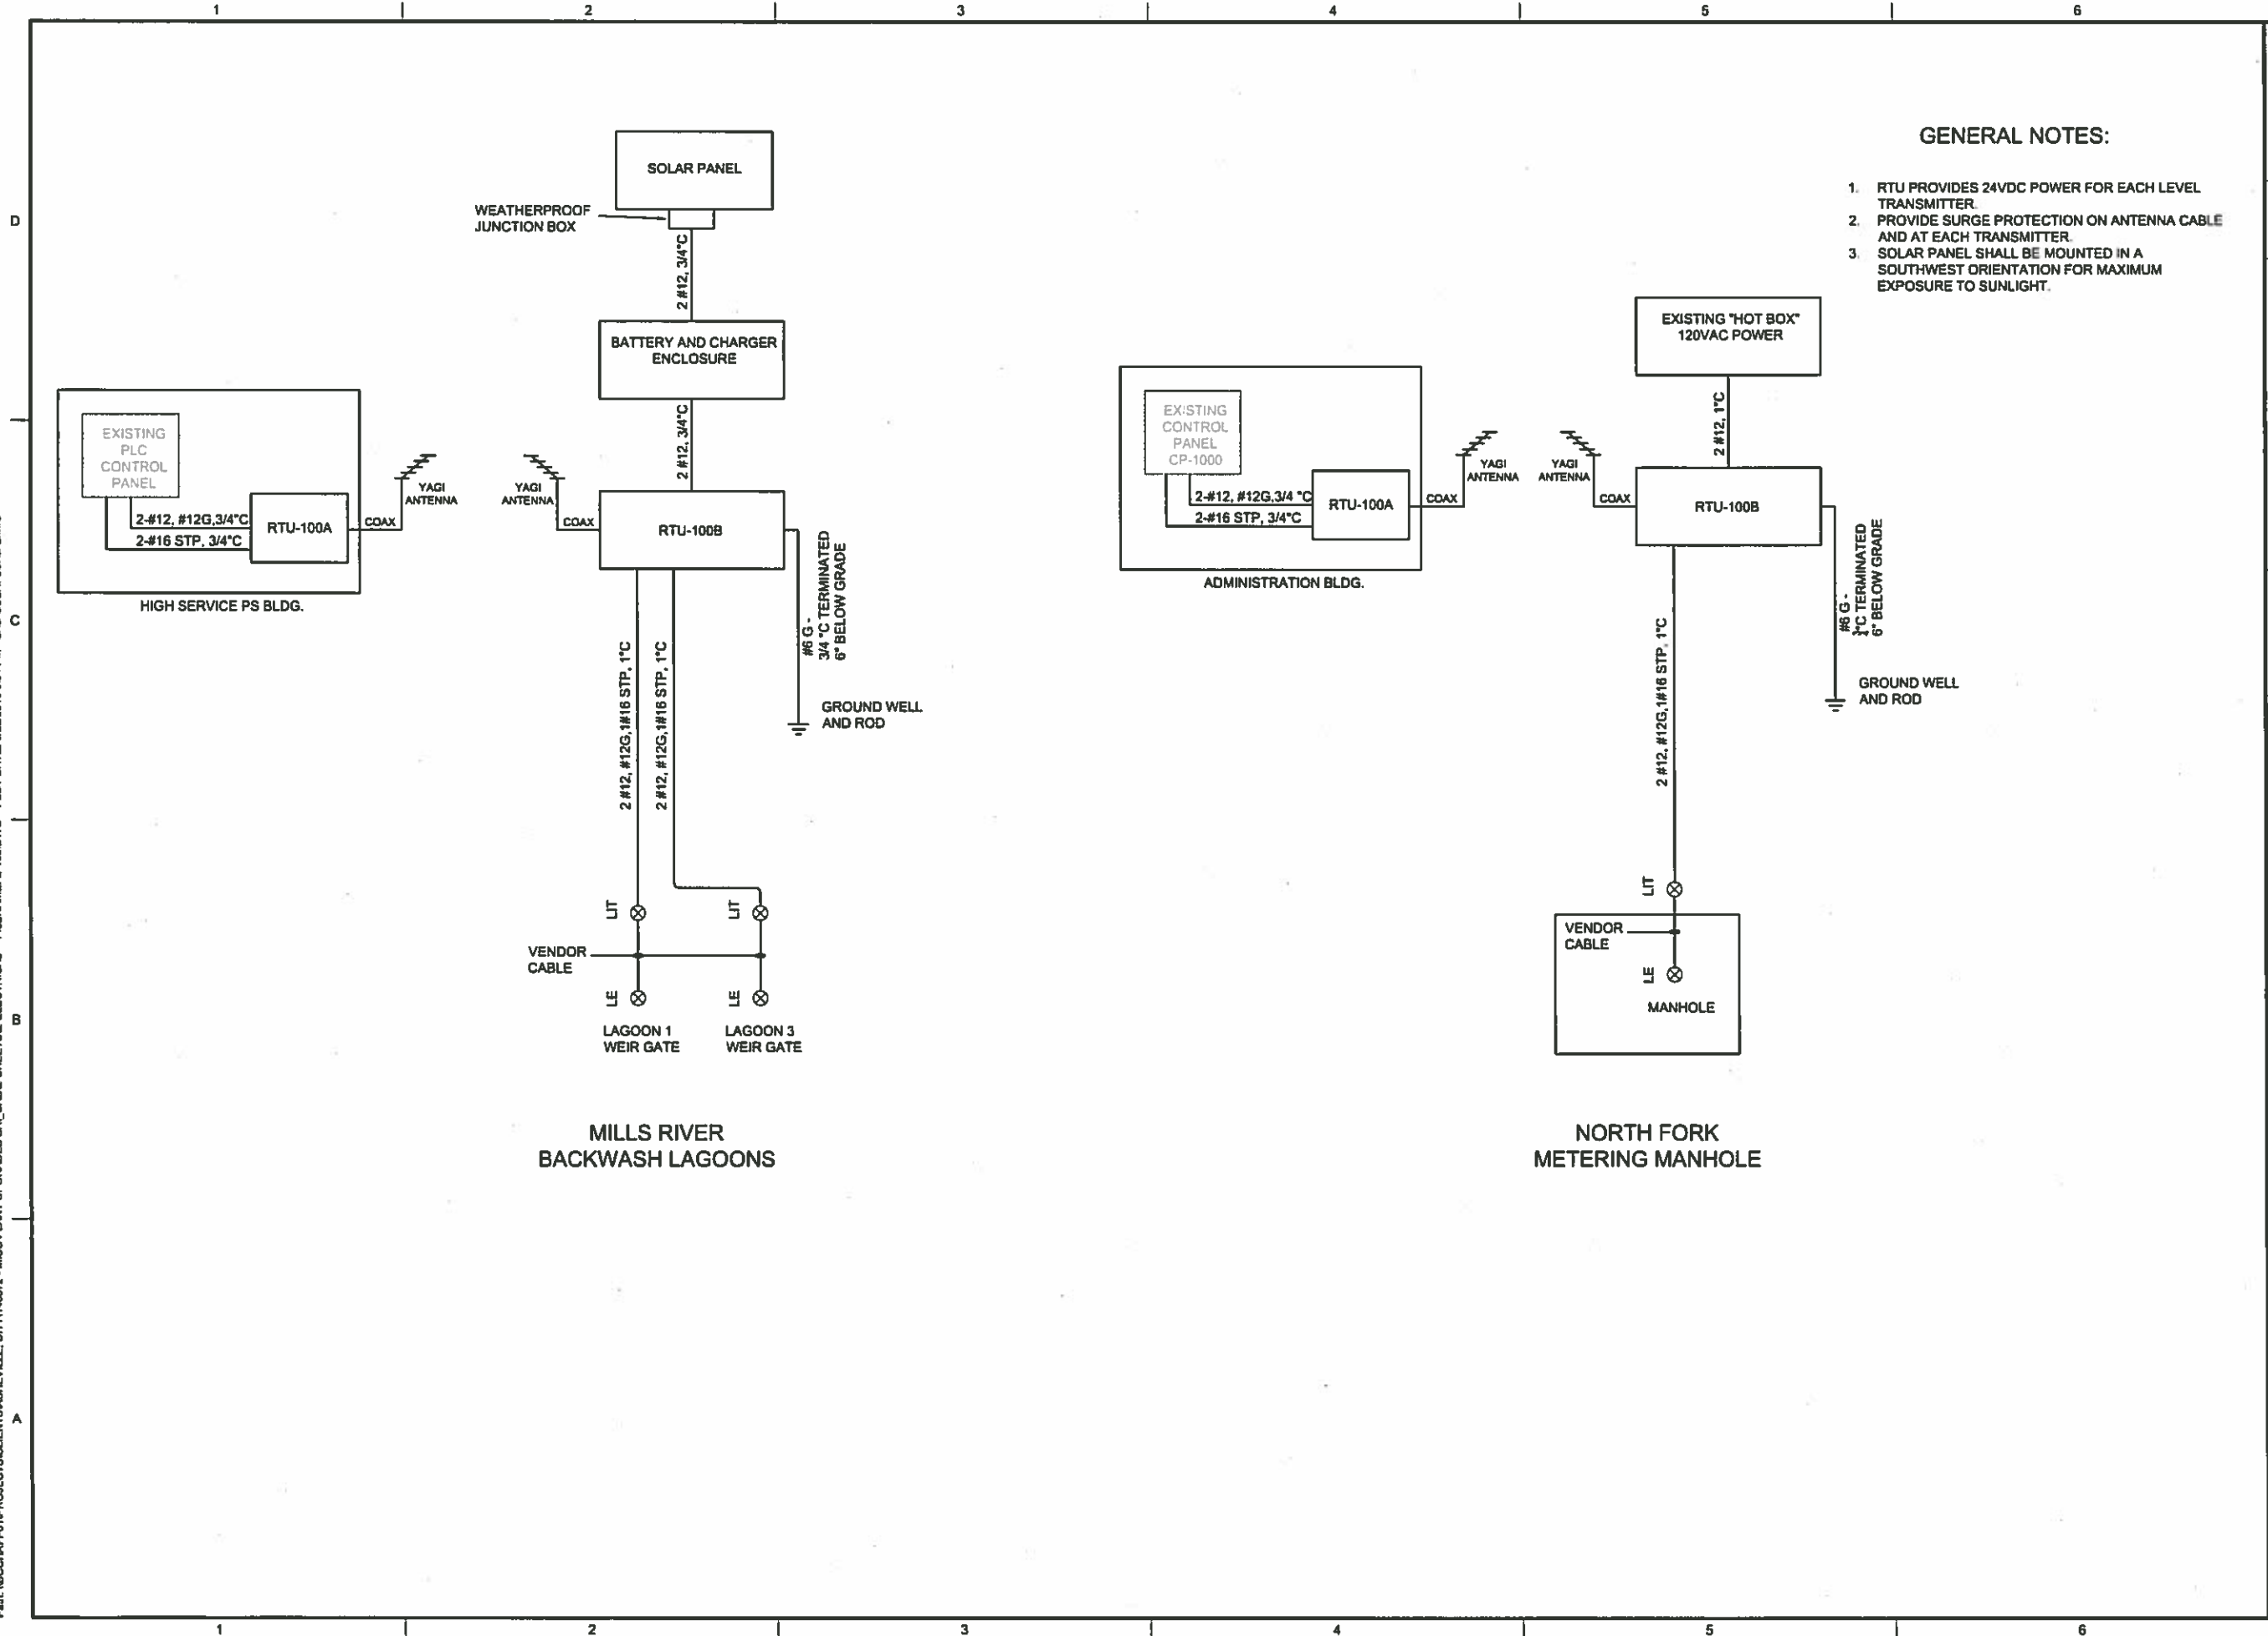 1 2 3 4 5 6
D
C
B
A
GENERAL NOTES:
1. RTU PROVIDES 24VDC POWER FOR EACH LEVEL
TRANSMITTER.
2. PROVIDE SURGE PROTECTION ON ANTENNA CABLE
AND AT EACH TRANSMITTER.
3. SOLAR PANEL SHALL BE MOUNTED IN A
SOUTHWEST ORIENTATION FOR MAXIMUM
EXPOSURE TO SUNLIGHT.
SOLAR PANEL
WEATHERPROOF
JUNCTION BOX
2 #12, 3/4"C
BATTERY AND CHARGER
ENCLOSURE
2 #12, 3/4"C
EXISTING
PLC
CONTROL
PANEL
2-#12, #12G,3/4"C
2-#16 STP, 3/4"C
RTU-100A
COAX
YAGI
ANTENNA
HIGH SERVICE PS BLDG.
YAGI
ANTENNA
COAX
RTU-100B
#6 G -
3/4 "C TERMINATED
6" BELOW GRADE
GROUND WELL
AND ROD
2 #12, #12G,1#16 STP, 1"C
2 #12, #12G,1#16 STP, 1"C
LIT
LIT
VENDOR
CABLE
LE
LE
LAGOON 1
WEIR GATE
LAGOON 3
WEIR GATE
MILLS RIVER
BACKWASH LAGOONS
EXISTING
CONTROL
PANEL
CP-1000
2-#12, #12G,3/4 "C
2-#16 STP, 3/4"C
RTU-100A
COAX
YAGI
ANTENNA
ADMINISTRATION BLDG.
EXISTING "HOT BOX"
120VAC POWER
2 #12, 1"C
YAGI
ANTENNA
COAX
RTU-100B
#6 G -
1"C TERMINATED
6" BELOW GRADE
GROUND WELL
AND ROD
2 #12, #12G,1#16 STP, 1"C
LIT
VENDOR
CABLE
LE
MANHOLE
NORTH FORK
METERING MANHOLE
1 2 3 4 5 6